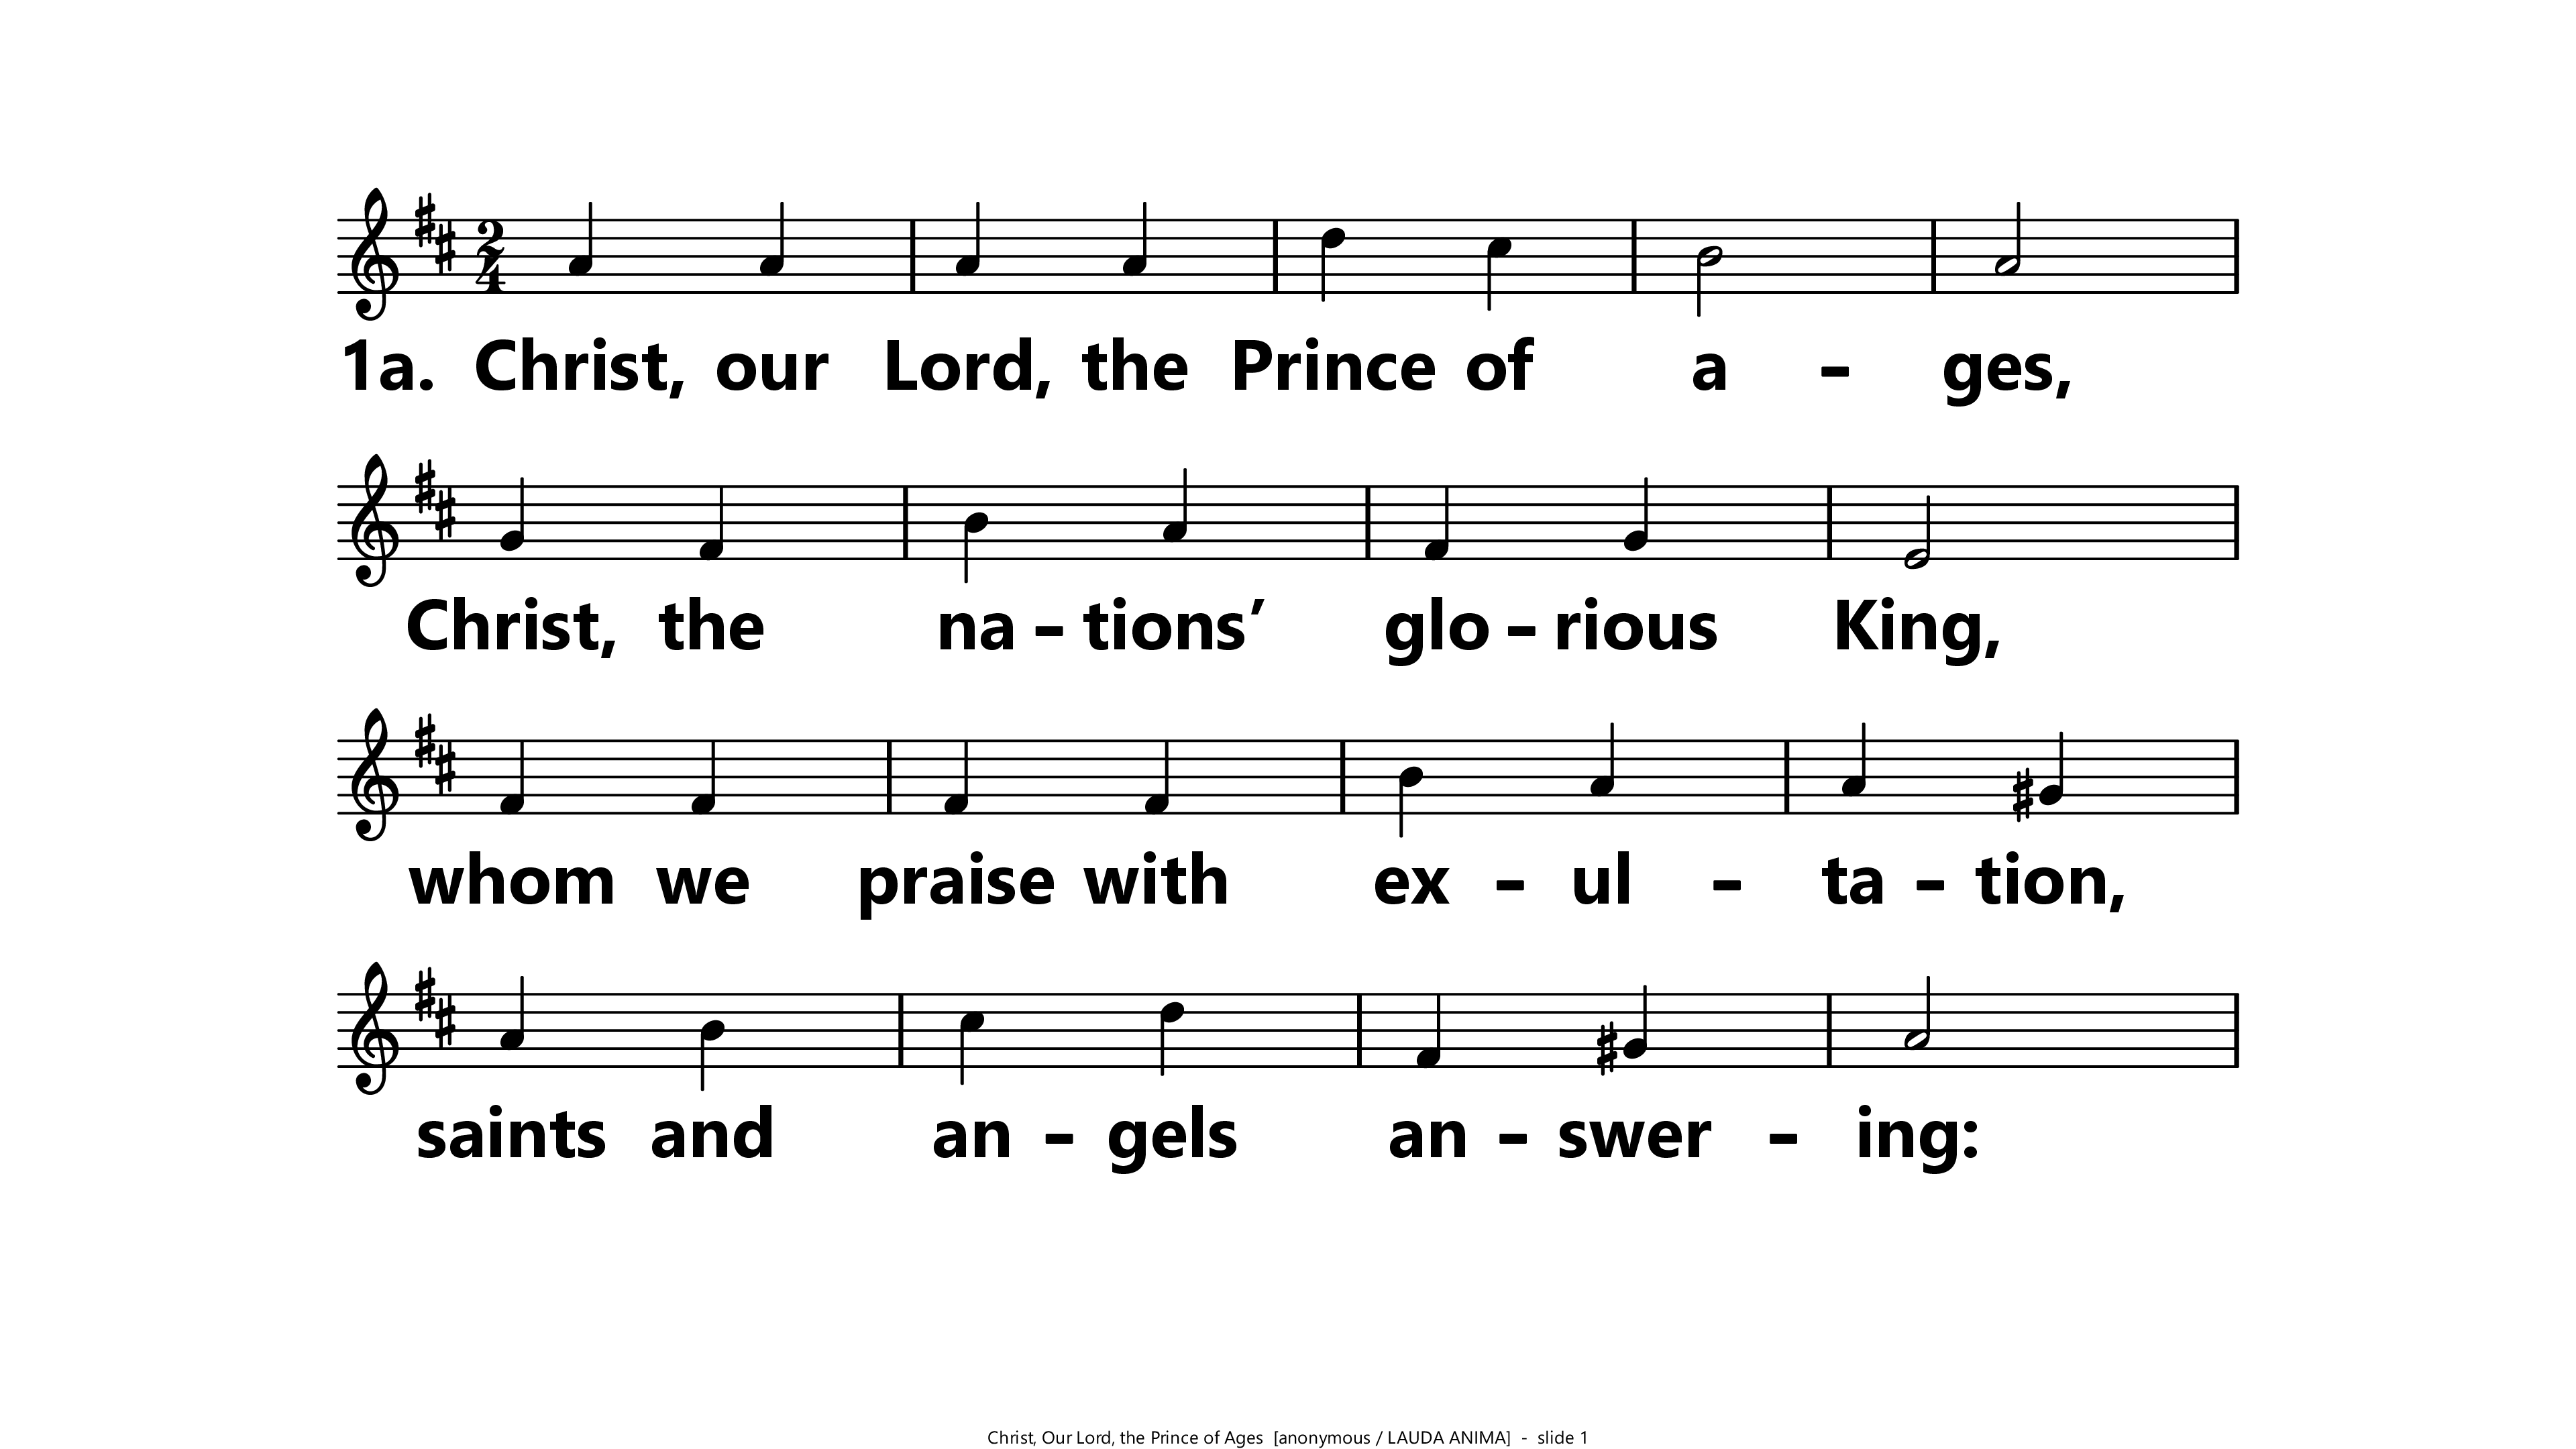 2
4
1a. Christ, our Lord, the Prince of a – ges,
Christ, the na – tions’ glo – rious King,
whom we praise with ex – ul – ta – tion,
saints and an – gels an – swer – ing:
Christ, Our Lord, the Prince of Ages [anonymous / LAUDA ANIMA] - slide 1